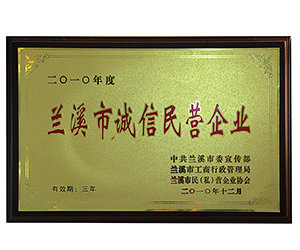 二〇一〇年度
兰溪市诚信民营企业
中共兰溪市委宣传部
兰溪市工商行政管理局
兰溪市民（私）营企业协会
有效期：三年
二〇一〇年十二月